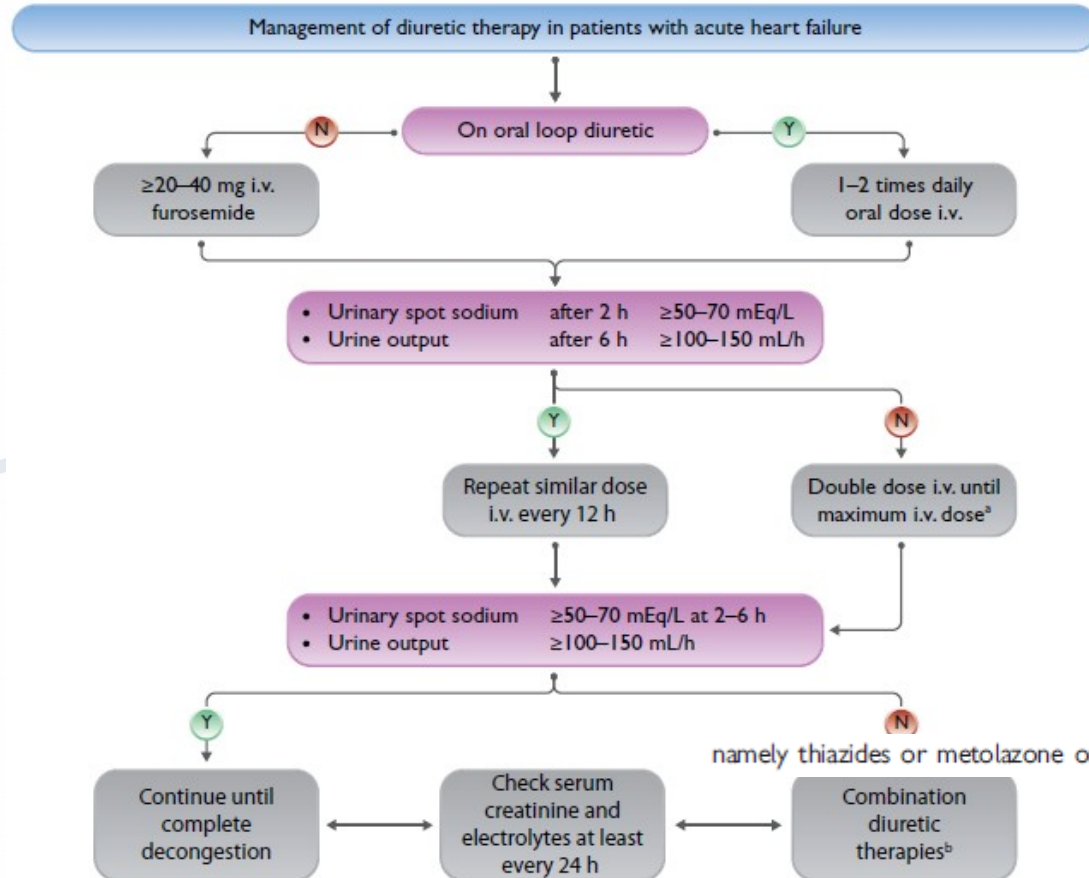 Management of diuretic therapy in patients with acute heart failure
On oral loop diuretic
N
Y
≥20–40 mg i.v.
furosemide
1–2 times daily
oral dose i.v.
• Urinary spot sodium after 2 h ≥50–70 mEq/L
• Urine output after 6 h ≥100–150 mL/h
Y
N
Repeat similar dose
i.v. every 12 h
Double dose i.v. until
maximum i.v. doseᵃ
• Urinary spot sodium ≥50–70 mEq/L at 2–6 h
• Urine output ≥100–150 mL/h
Y
N
namely thiazides or metolazone o
Continue until
complete
decongestion
Check serum
creatinine and
electrolytes at least
every 24 h
Combination
diuretic
therapiesᵇ